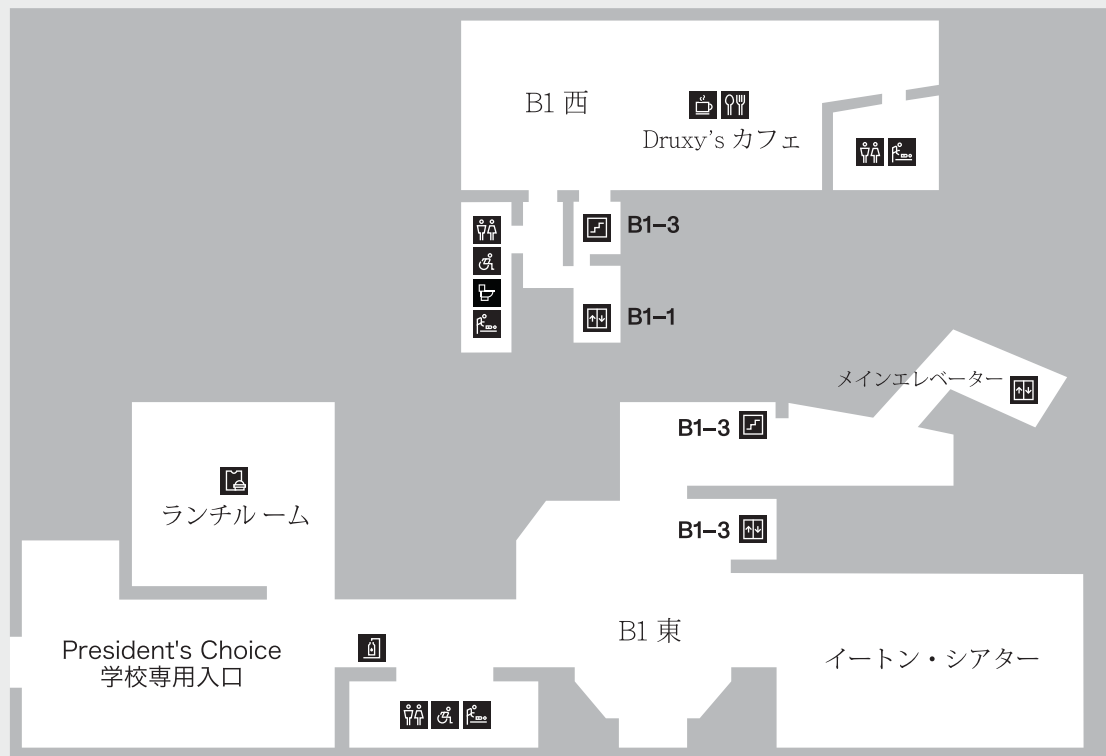 B1 西
Druxy's カフェ
B1-3
B1-1
メインエレベーター
B1-3
ランチルーム
B1-3
B1 東
President's Choice
学校専用入口
イートン・シアター